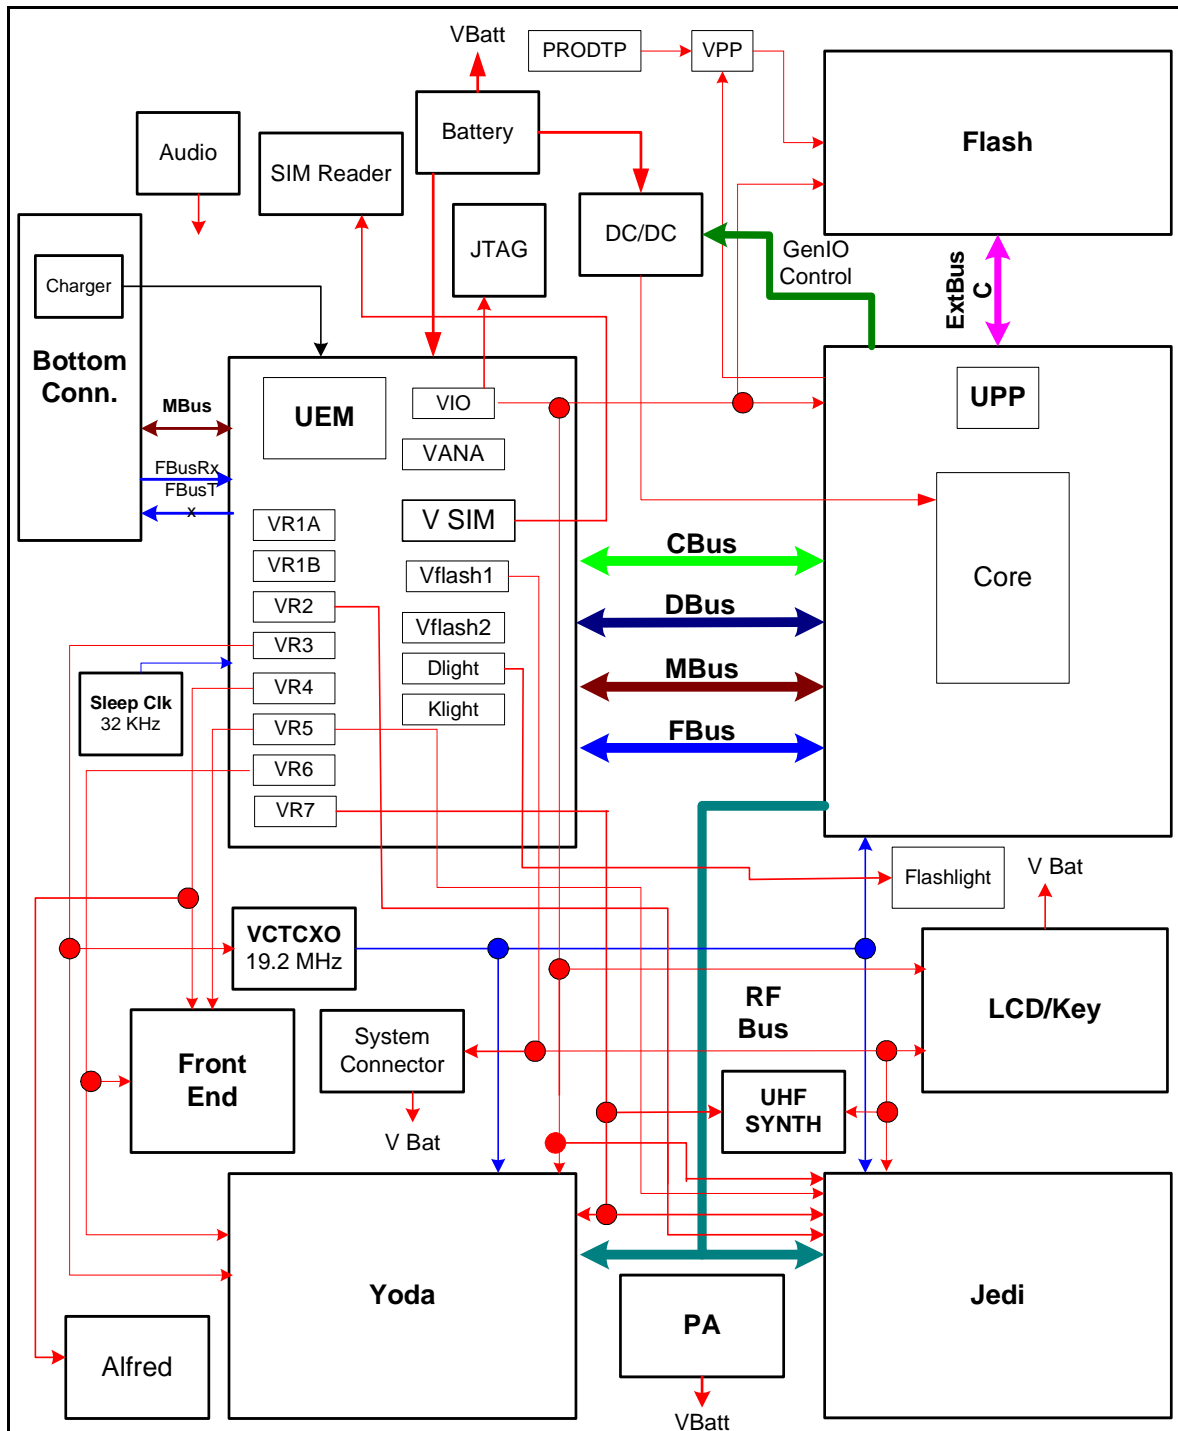 VBatt
PRODTP
VPP
Battery
Flash
Audio
SIM Reader
DC/DC
JTAG
GenIO
Control
ExtBus
C
Charger
Bottom
Conn.
MBus
FBusRx
FBusT
x
UEM
VIO
VANA
V SIM
Vflash1
Vflash2
Dlight
Klight
VR1A
VR1B
VR2
VR3
VR4
VR5
VR6
VR7
UPP
Core
CBus
DBus
MBus
FBus
Sleep Clk
32 KHz
Flashlight
V Bat
VCTCXO
19.2 MHz
RF
Bus
LCD/Key
Front
End
System
Connector
V Bat
UHF
SYNTH
Yoda
PA
Jedi
Alfred
VBatt